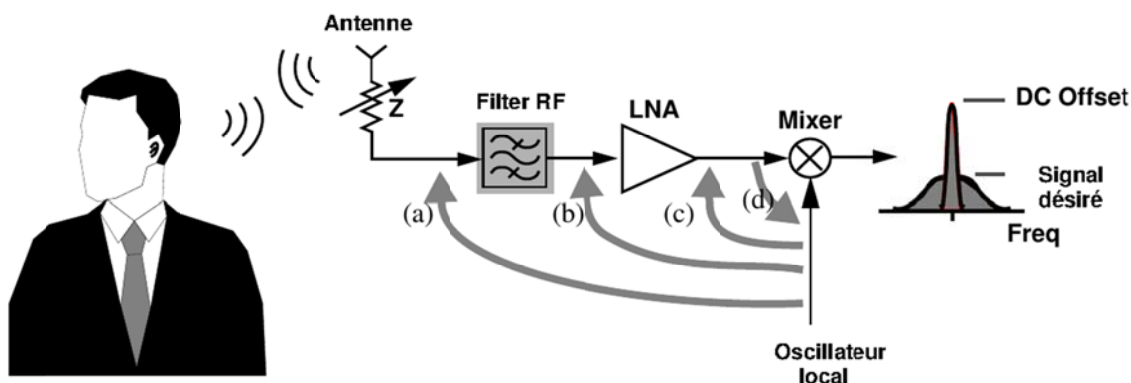 Antenne
Z
Filter RF
LNA
Mixer
DC Offset
Signal
désiré
Freq
(a)
(b)
(c)
(d)
Oscillateur
local